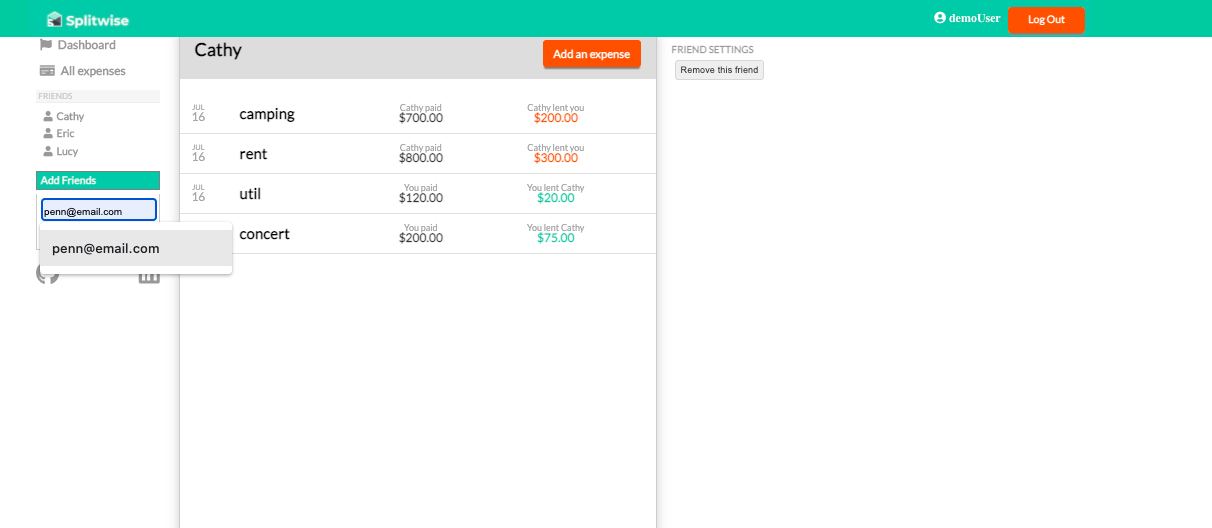 Splitwise
demoUser
Log Out
Dashboard
All expenses
FRIENDS
Cathy
Eric
Lucy
Add Friends
penn@email.com
penn@email.com
Cathy
Add an expense
JUL
16
camping
Cathy paid
$700.00
Cathy lent you
$200.00
JUL
16
rent
Cathy paid
$800.00
Cathy lent you
$300.00
JUL
16
util
You paid
$120.00
You lent Cathy
$20.00
concert
You paid
$200.00
You lent Cathy
$75.00
FRIEND SETTINGS
Remove this friend